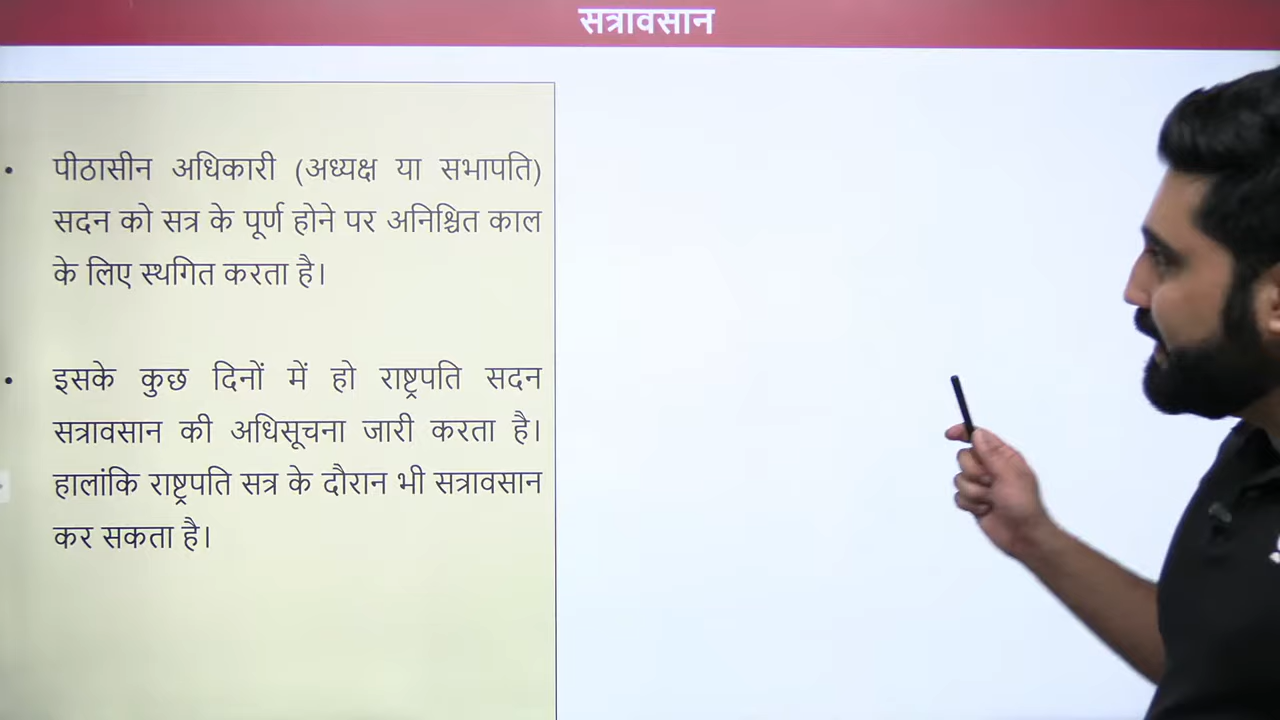 सत्रावसान
• पीठासीन अधिकारी (अध्यक्ष या सभापति)
सदन को सत्र के पूर्ण होने पर अनिश्चित काल
के लिए स्थगित करता है।
• इसके कुछ दिनों में हो राष्ट्रपति सदन
सत्रावसान की अधिसूचना जारी करता है।
हालांकि राष्ट्रपति सत्र के दौरान भी सत्रावसान
कर सकता है।